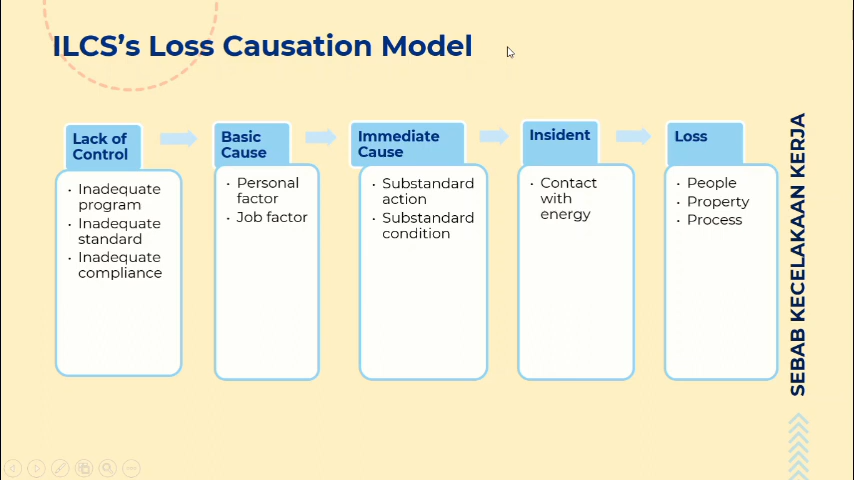 ILCS’s Loss Causation Model
Lack of
Control
· Inadequate
program
· Inadequate
standard
· Inadequate
compliance
Basic
Cause
· Personal
factor
· Job factor
Immediate
Cause
· Substandard
action
· Substandard
condition
Insident
· Contact
with
energy
Loss
· People
· Property
· Process
SEBAB KECELAKAAN KERJA